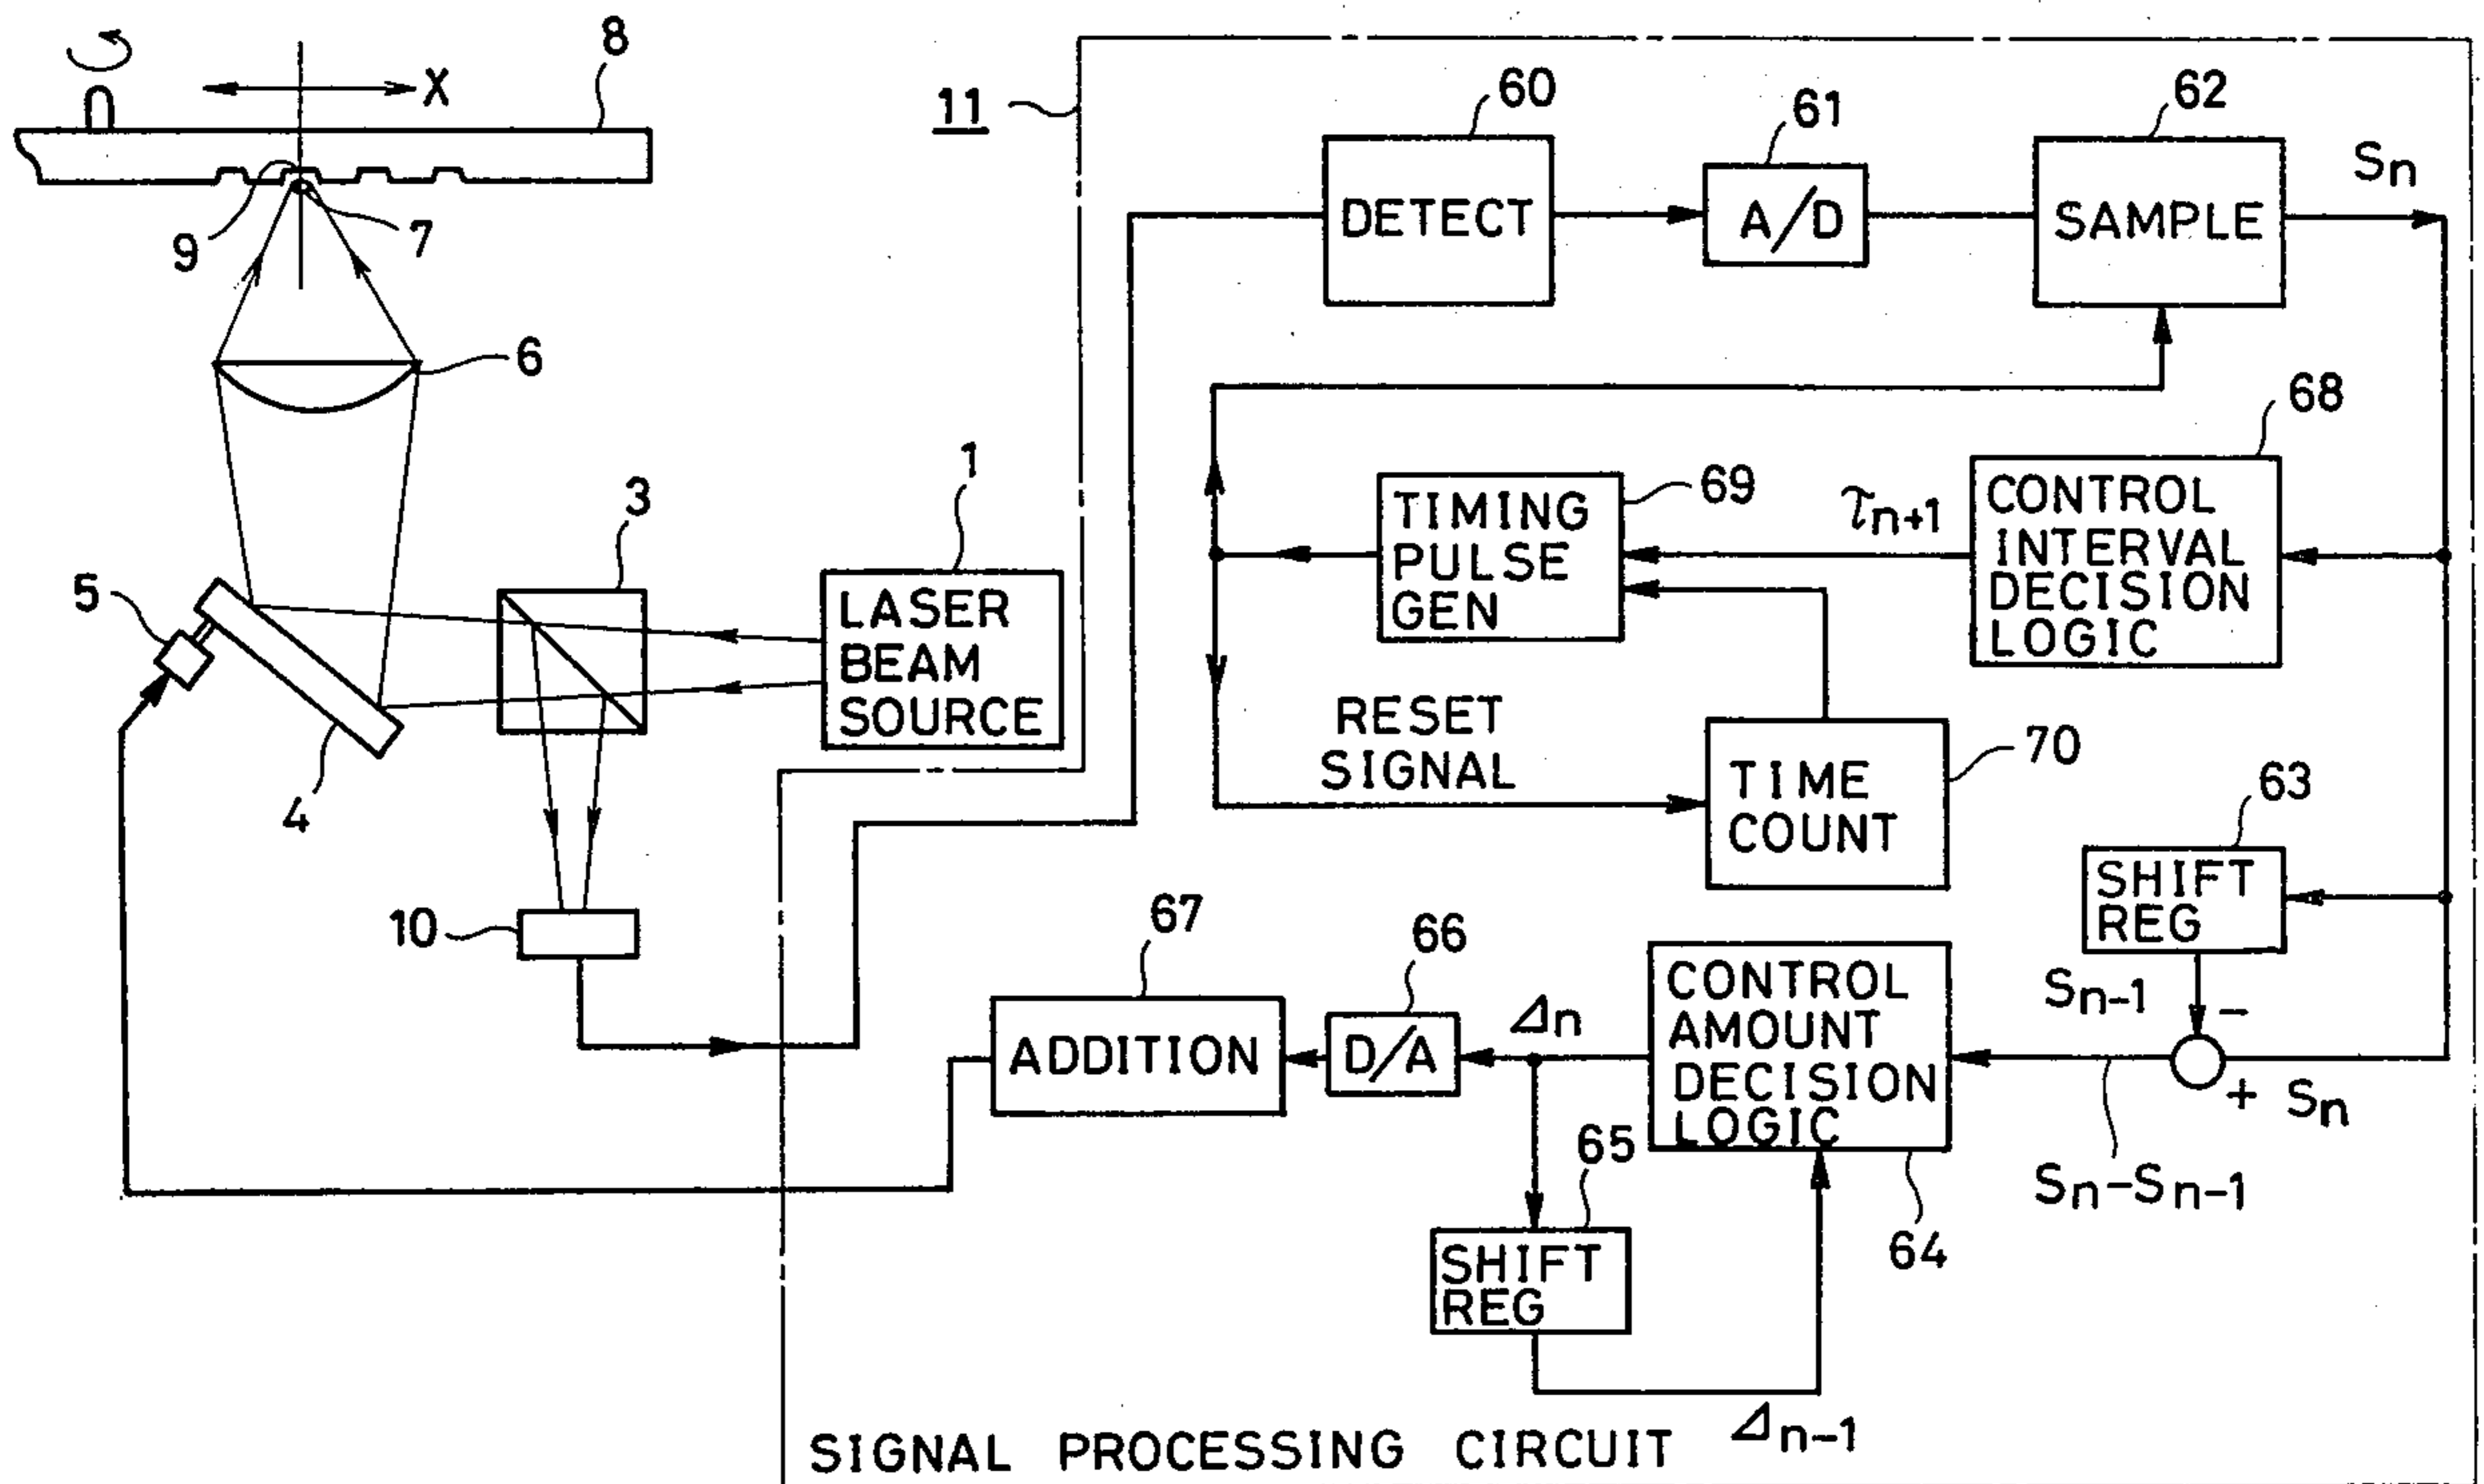 8
X
9
7
6
5
4
3
1
LASER
BEAM
SOURCE
10
11
60
DETECT
61
A/D
62
SAMPLE
Sn
68
CONTROL
INTERVAL
DECISION
LOGIC
τn+1
69
TIMING
PULSE
GEN
RESET
SIGNAL
70
TIME
COUNT
63
SHIFT
REG
Sn-1
−
+ Sn
Sn-Sn-1
64
CONTROL
AMOUNT
DECISION
LOGIC
Δn
65
SHIFT
REG
Δn-1
66
D/A
67
ADDITION
SIGNAL PROCESSING CIRCUIT